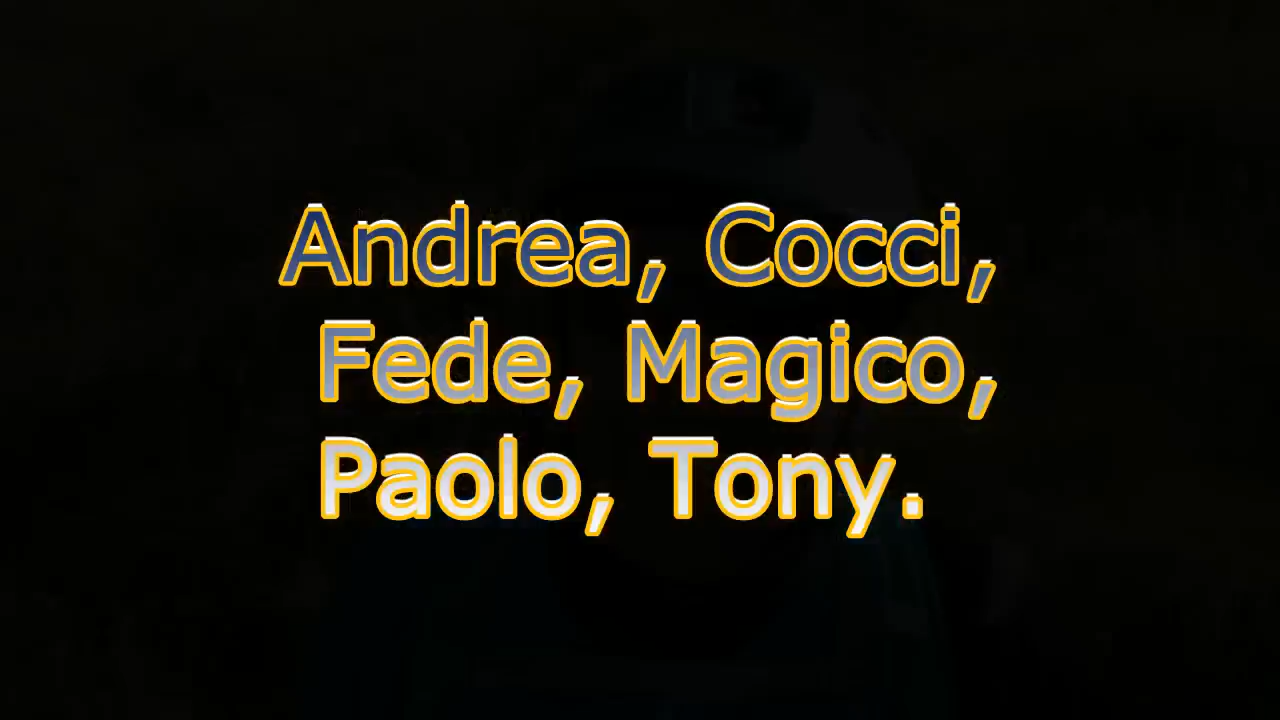 Andrea, Cocci,
Fede, Magico,
Paolo, Tony.